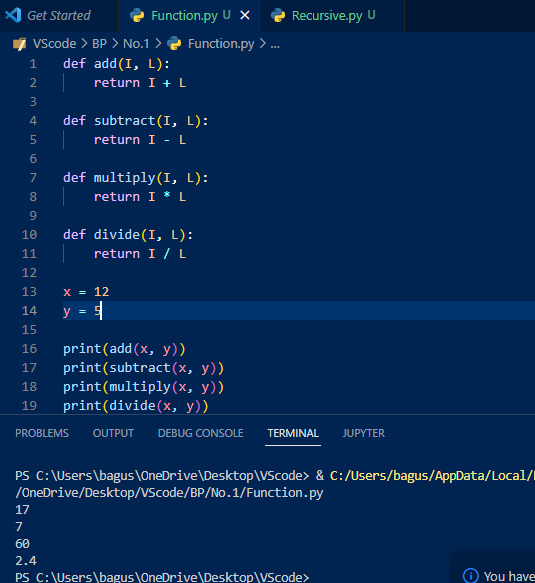 Get Started Function.py U Recursive.py U
VScode > BP > No.1 > Function.py > ...
1 def add(I, L):
2 return I + L
3
4 def subtract(I, L):
5 return I - L
6
7 def multiply(I, L):
8 return I * L
9
10 def divide(I, L):
11 return I / L
12
13 x = 12
14 y = 5
15
16 print(add(x, y))
17 print(subtract(x, y))
18 print(multiply(x, y))
19 print(divide(x, y))
PROBLEMS OUTPUT DEBUG CONSOLE TERMINAL JUPYTER
PS C:\Users\bagus\OneDrive\Desktop\VScode> & C:/Users/bagus/AppData/Local/
/OneDrive/Desktop/VScode/BP/No.1/Function.py
17
7
60
2.4
PS C:\Users\bagus\OneDrive\Desktop\VScode>
You have